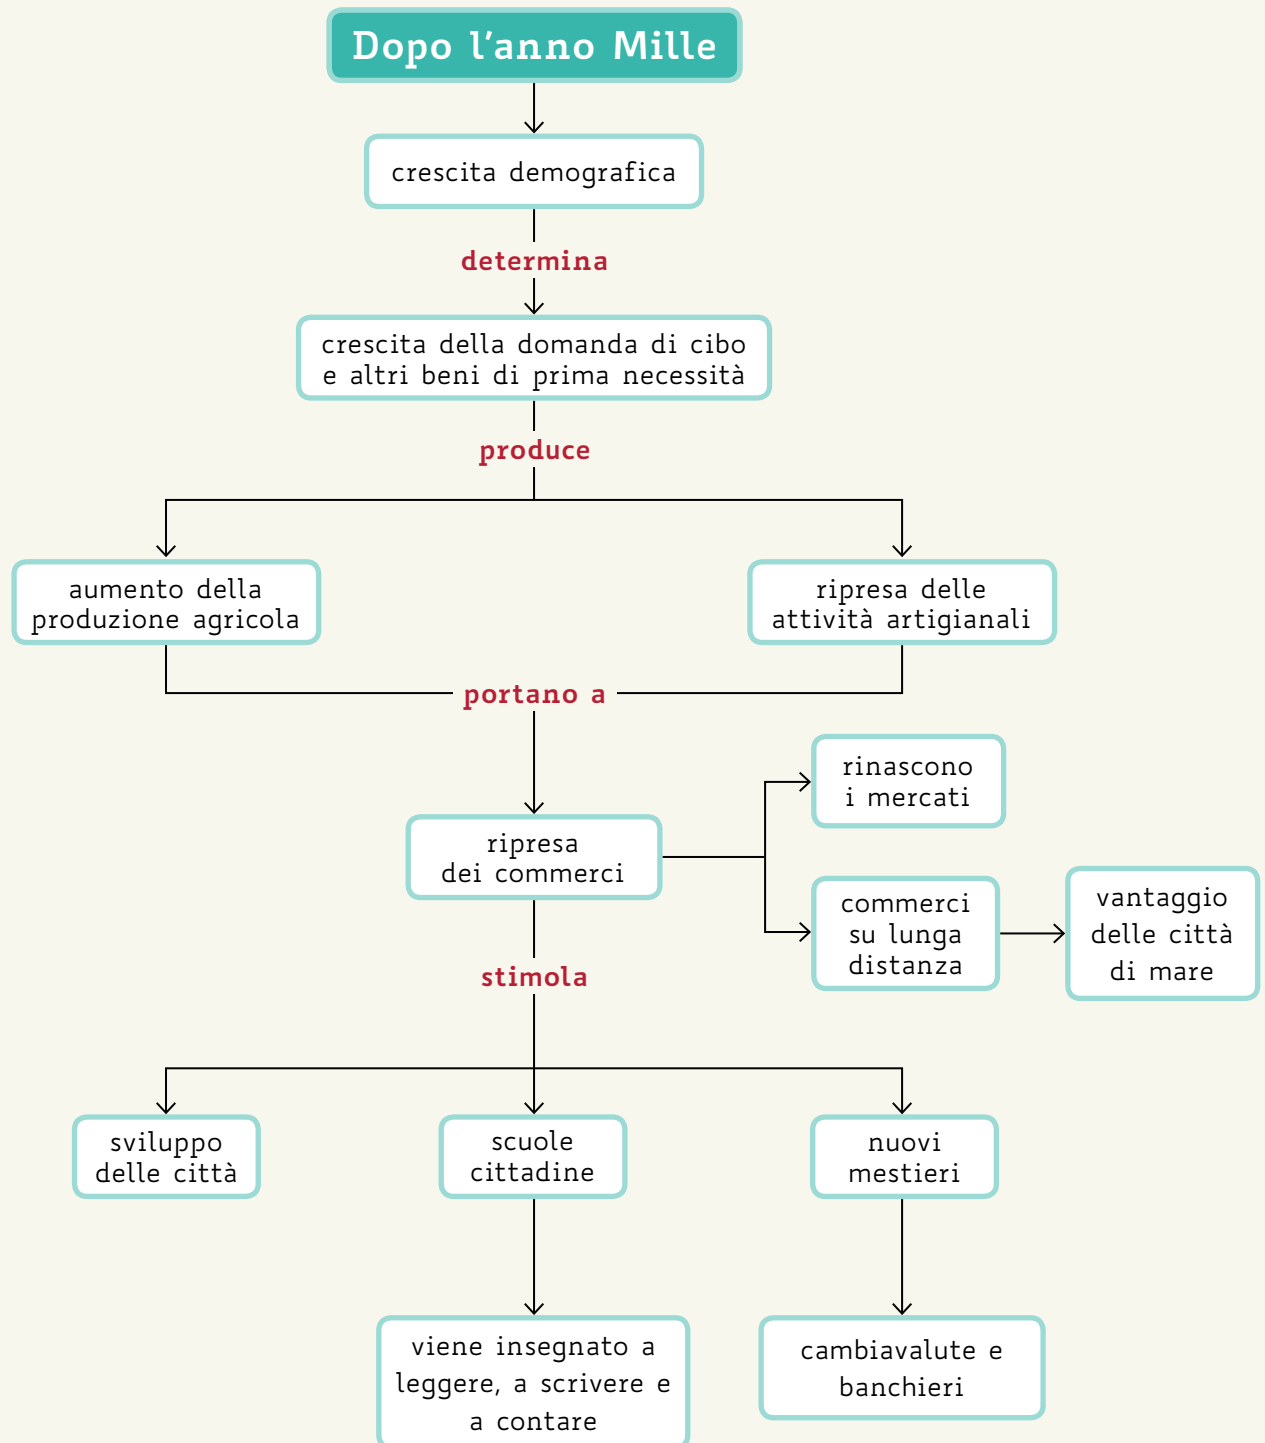 Dopo l'anno Mille
crescita demografica
determina
crescita della domanda di cibo
e altri beni di prima necessità
produce
aumento della
produzione agricola
ripresa delle
attività artigianali
portano a
ripresa
dei commerci
rinascono
i mercati
commerci
su lunga
distanza
vantaggio
delle città
di mare
stimola
sviluppo
delle città
scuole
cittadine
nuovi
mestieri
viene insegnato a
leggere, a scrivere e
a contare
cambiavalute e
banchieri